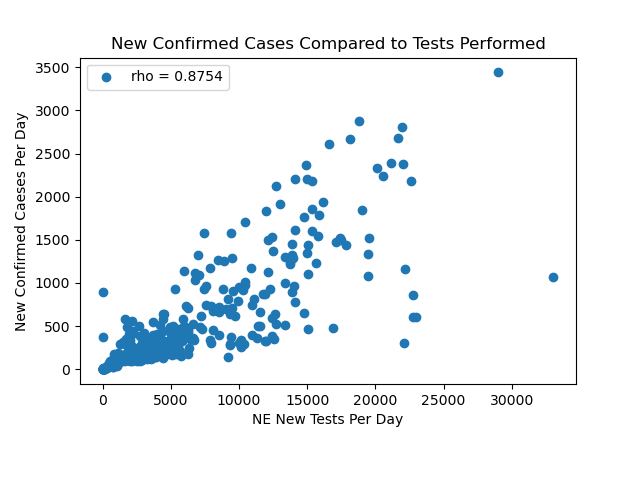 New Confirmed Cases Compared to Tests Performed
rho = 0.8754
New Confirmed Caeses Per Day
3500
3000
2500
2000
1500
1000
500
0
0 5000 10000 15000 20000 25000 30000
NE New Tests Per Day